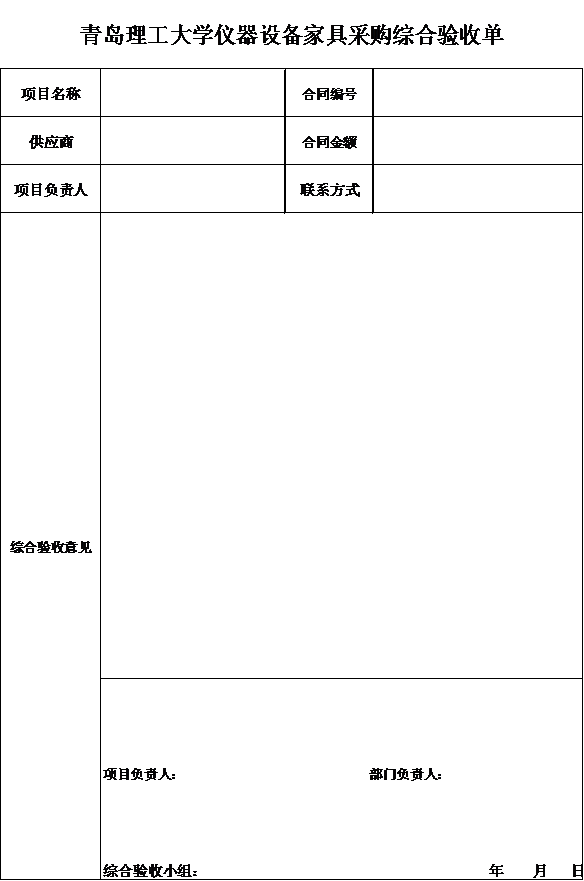 青岛理工大学仪器设备家具采购综合验收单
项目名称 合同编号
供应商 合同金额
项目负责人 联系方式
综合验收意见
项目负责人： 部门负责人：
综合验收小组： 年 月 日